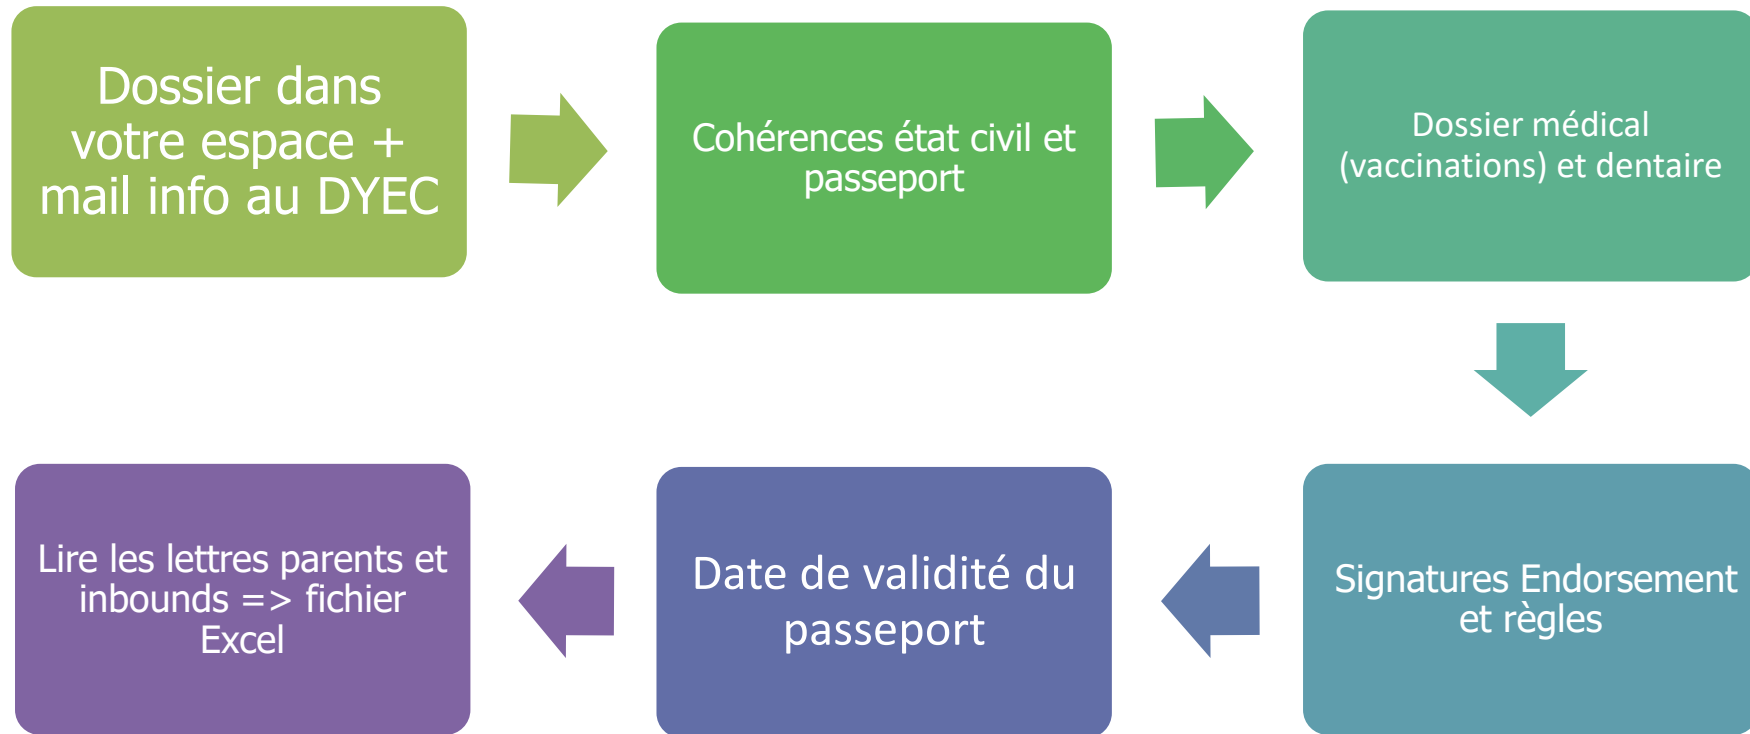 Dossier dans
votre espace +
mail info au DYEC
Cohérences état civil et
passeport
Dossier médical
(vaccinations) et dentaire
Signatures Endorsement
et règles
Date de validité du
passeport
Lire les lettres parents et
inbounds => fichier
Excel